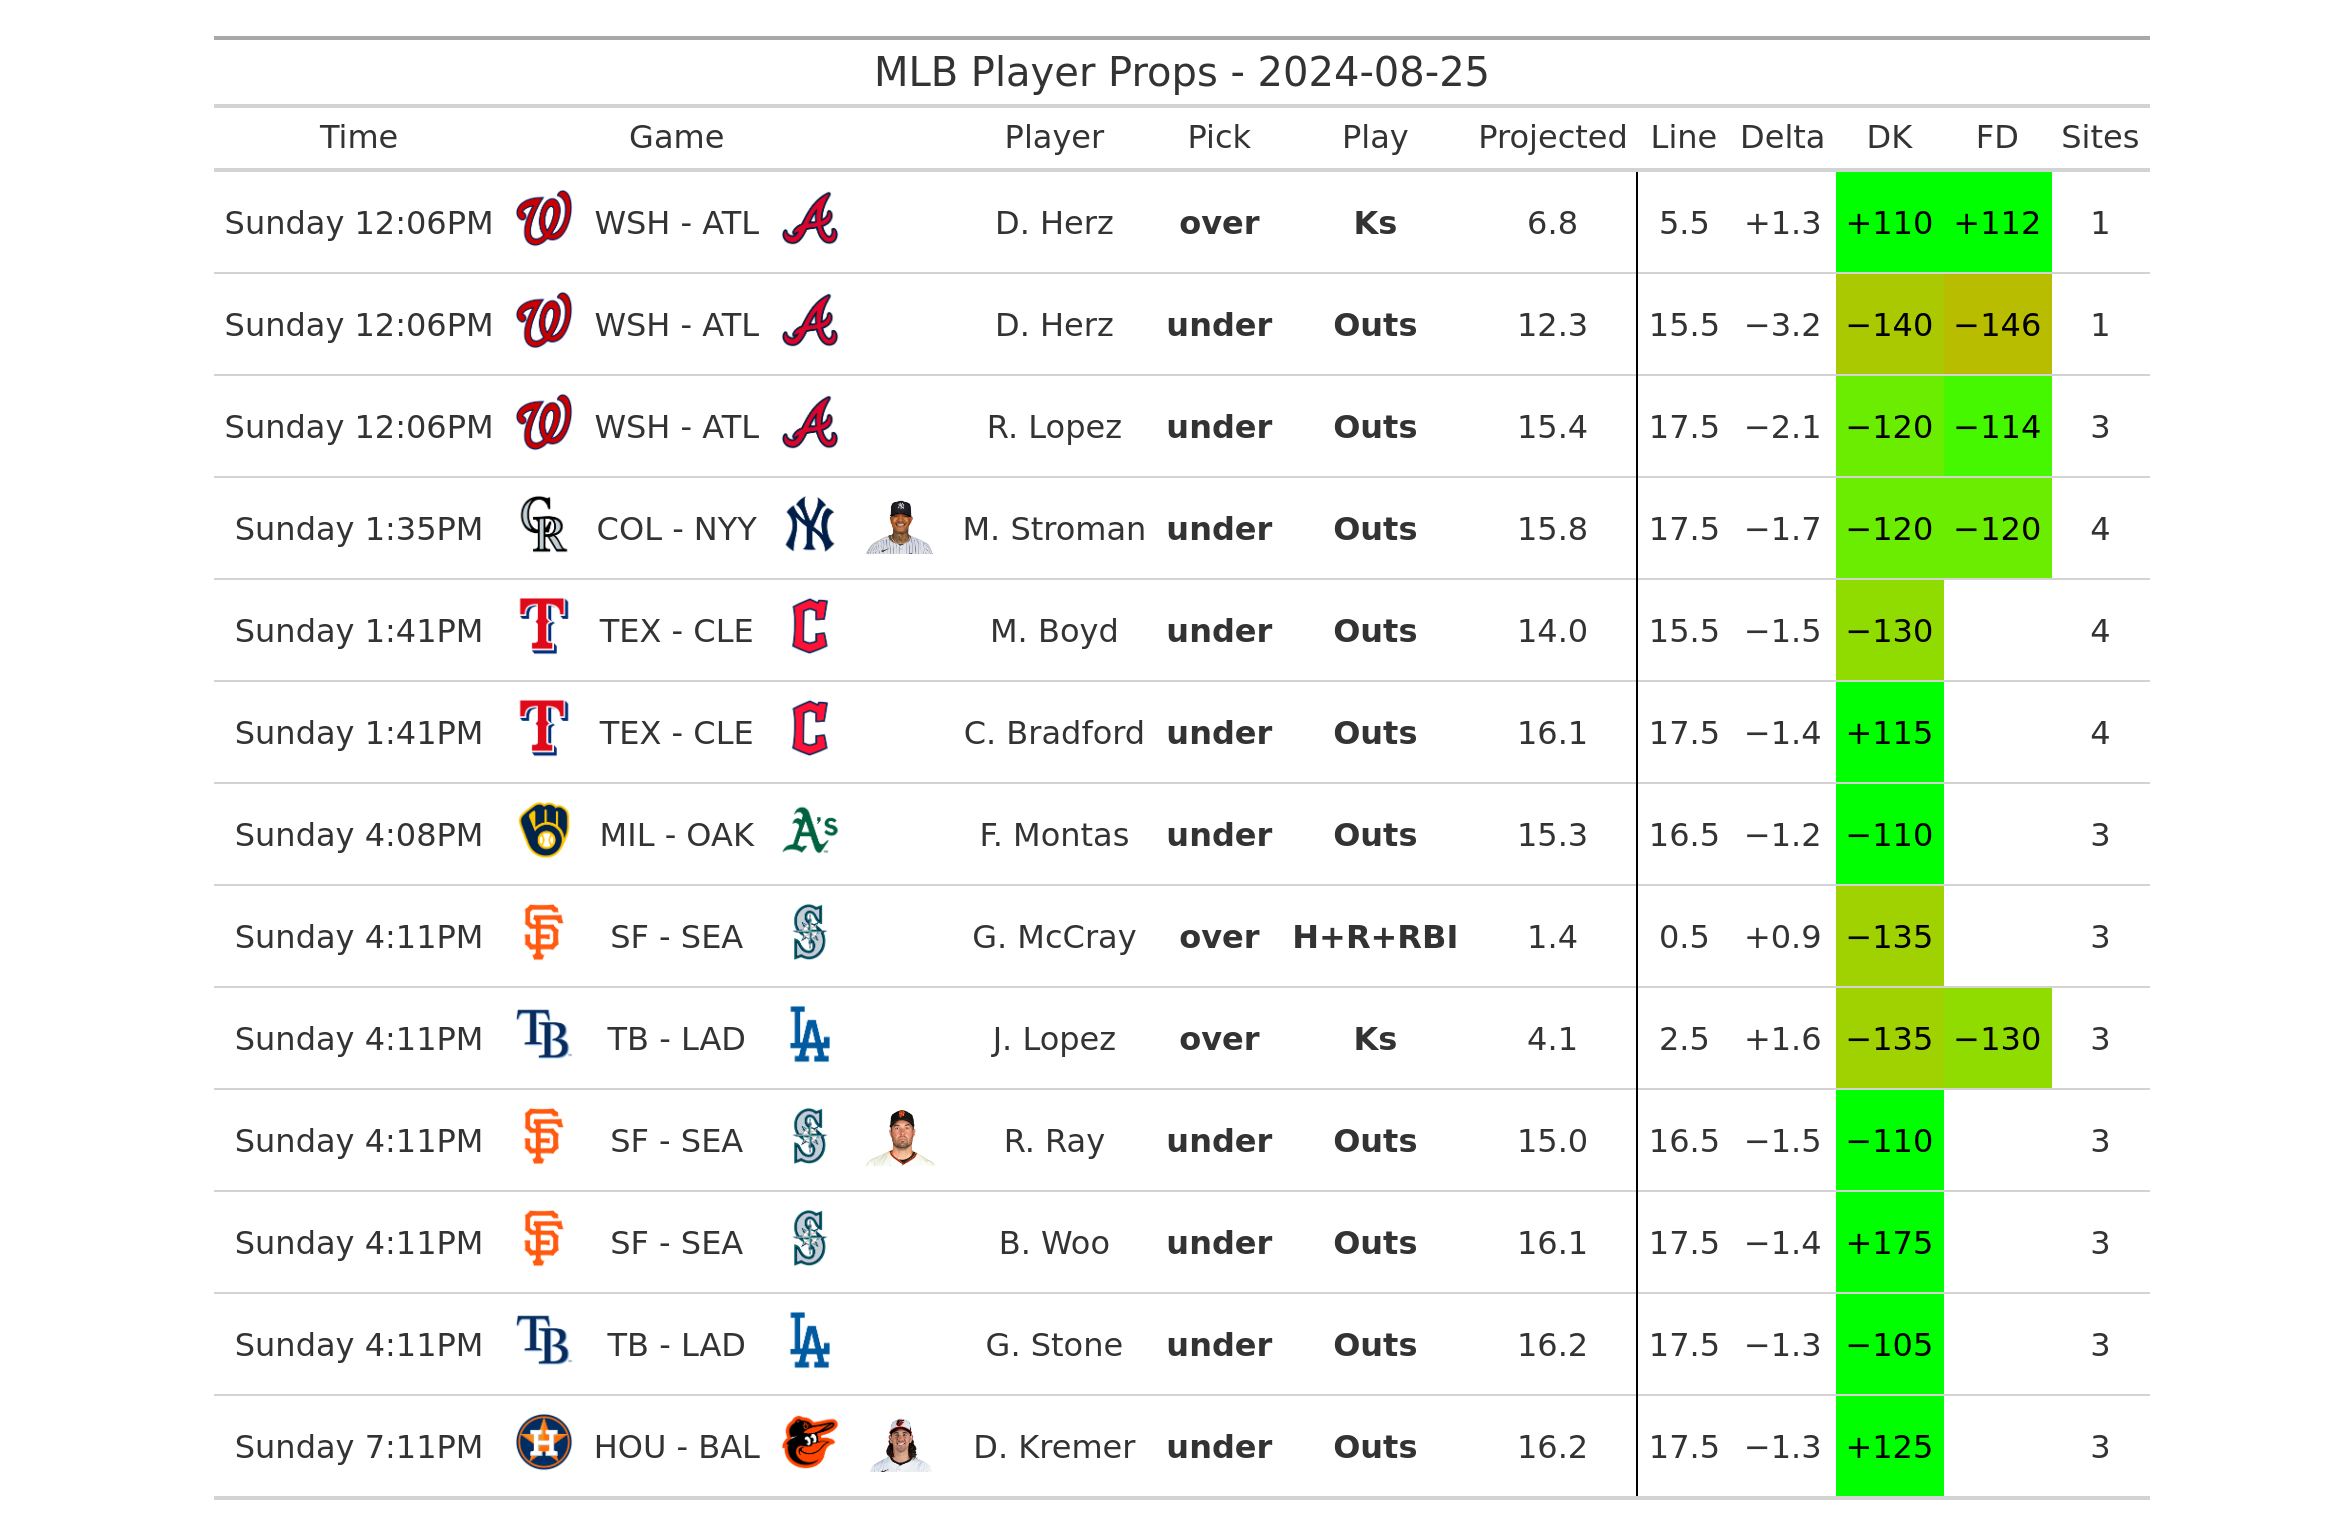 MLB Player Props - 2024-08-25
Time Game Player Pick Play Projected Line Delta DK FD Sites
Sunday 12:06PM WSH - ATL D. Herz over Ks 6.8 5.5 +1.3 +110 +112 1
Sunday 12:06PM WSH - ATL D. Herz under Outs 12.3 15.5 −3.2 −140 −146 1
Sunday 12:06PM WSH - ATL R. Lopez under Outs 15.4 17.5 −2.1 −120 −114 3
Sunday 1:35PM COL - NYY M. Stroman under Outs 15.8 17.5 −1.7 −120 −120 4
Sunday 1:41PM TEX - CLE M. Boyd under Outs 14.0 15.5 −1.5 −130 4
Sunday 1:41PM TEX - CLE C. Bradford under Outs 16.1 17.5 −1.4 +115 4
Sunday 4:08PM MIL - OAK F. Montas under Outs 15.3 16.5 −1.2 −110 3
Sunday 4:11PM SF - SEA G. McCray over H+R+RBI 1.4 0.5 +0.9 −135 3
Sunday 4:11PM TB - LAD J. Lopez over Ks 4.1 2.5 +1.6 −135 −130 3
Sunday 4:11PM SF - SEA R. Ray under Outs 15.0 16.5 −1.5 −110 3
Sunday 4:11PM SF - SEA B. Woo under Outs 16.1 17.5 −1.4 +175 3
Sunday 4:11PM TB - LAD G. Stone under Outs 16.2 17.5 −1.3 −105 3
Sunday 7:11PM HOU - BAL D. Kremer under Outs 16.2 17.5 −1.3 +125 3